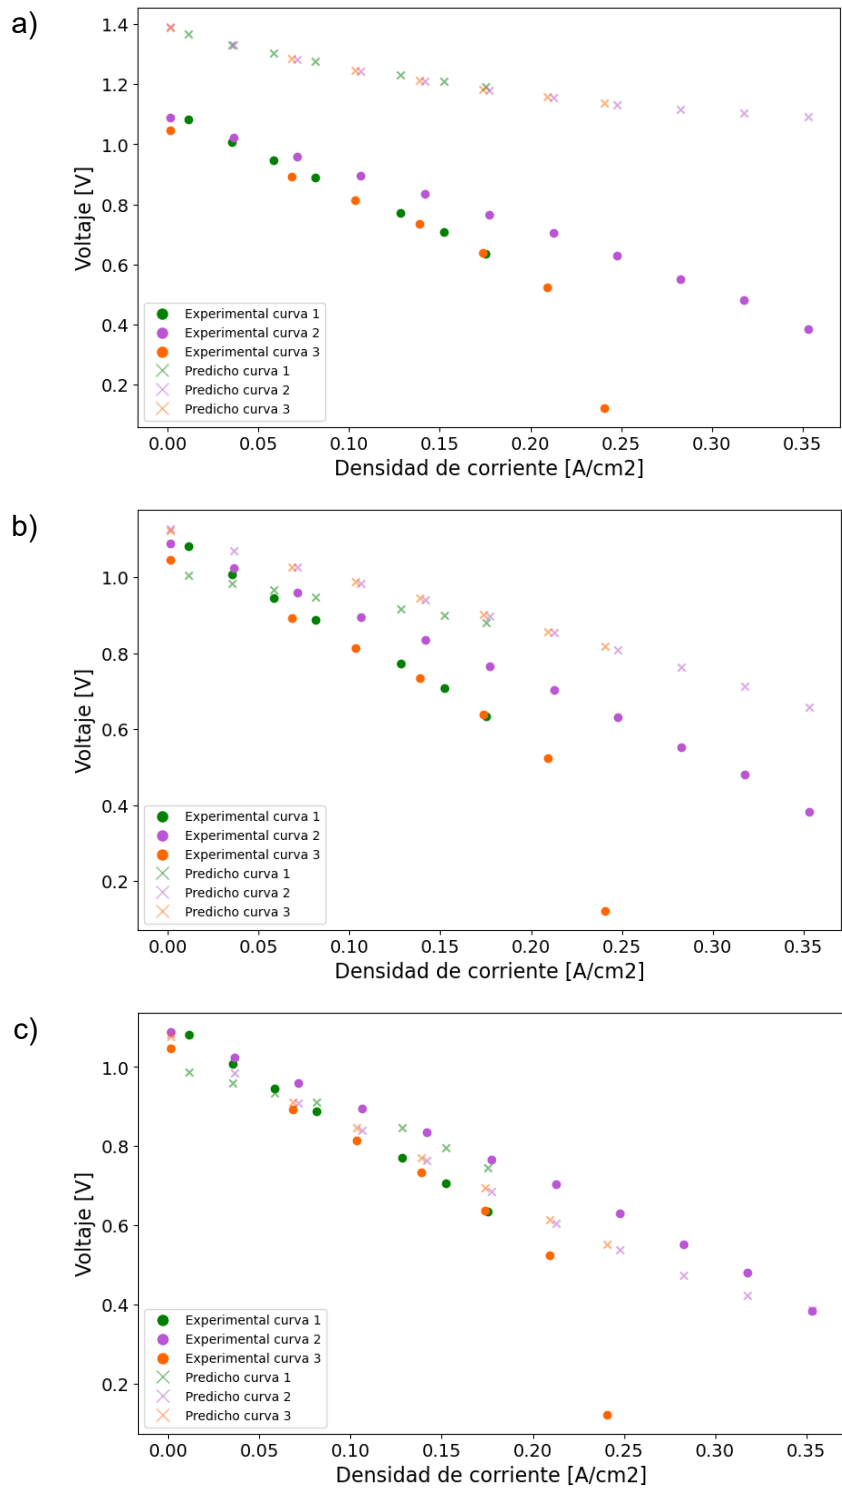 a)
1.4
1.2
1.0
0.8
0.6
0.4
0.2
Voltaje [V]
Experimental curva 1
Experimental curva 2
Experimental curva 3
Predicho curva 1
Predicho curva 2
Predicho curva 3
0.00 0.05 0.10 0.15 0.20 0.25 0.30 0.35
Densidad de corriente [A/cm2]
b)
1.0
0.8
0.6
0.4
0.2
Voltaje [V]
Experimental curva 1
Experimental curva 2
Experimental curva 3
Predicho curva 1
Predicho curva 2
Predicho curva 3
0.00 0.05 0.10 0.15 0.20 0.25 0.30 0.35
Densidad de corriente [A/cm2]
c)
1.0
0.8
0.6
0.4
0.2
Voltaje [V]
Experimental curva 1
Experimental curva 2
Experimental curva 3
Predicho curva 1
Predicho curva 2
Predicho curva 3
0.00 0.05 0.10 0.15 0.20 0.25 0.30 0.35
Densidad de corriente [A/cm2]